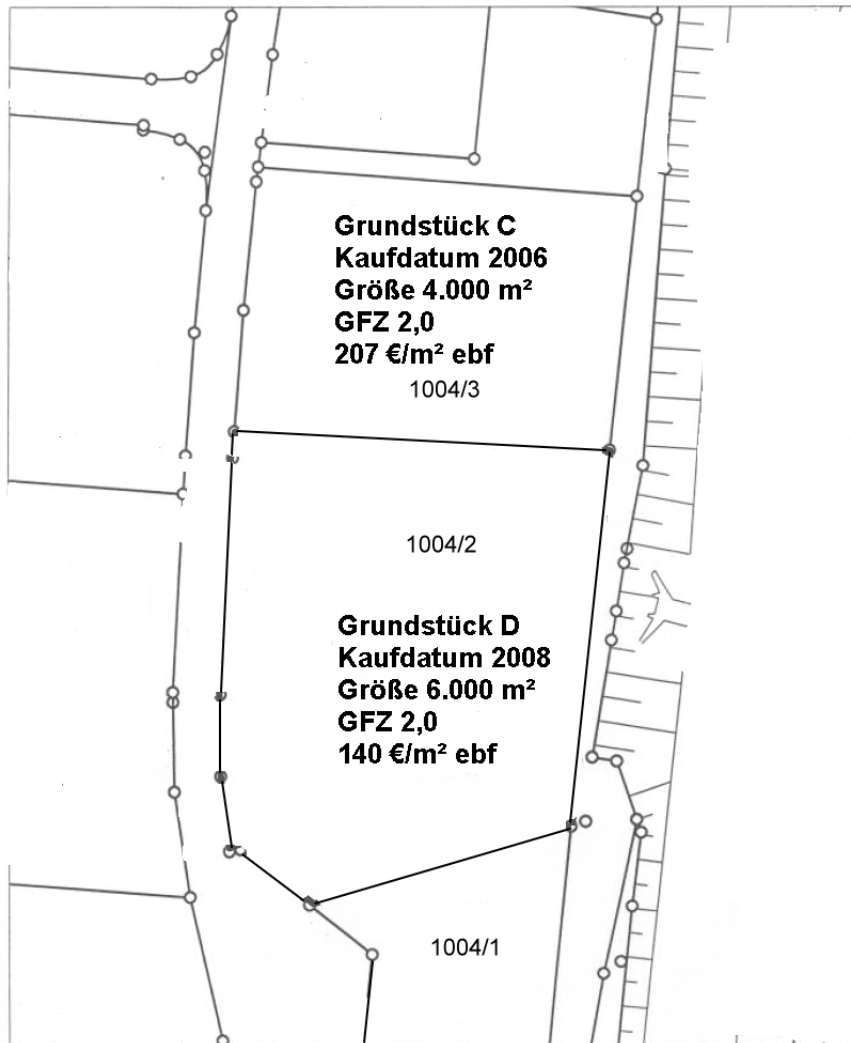 Grundstück C
Kaufdatum 2006
Größe 4.000 m²
GFZ 2,0
207 €/m² ebf
1004/3
1004/2
Grundstück D
Kaufdatum 2008
Größe 6.000 m²
GFZ 2,0
140 €/m² ebf
1004/1